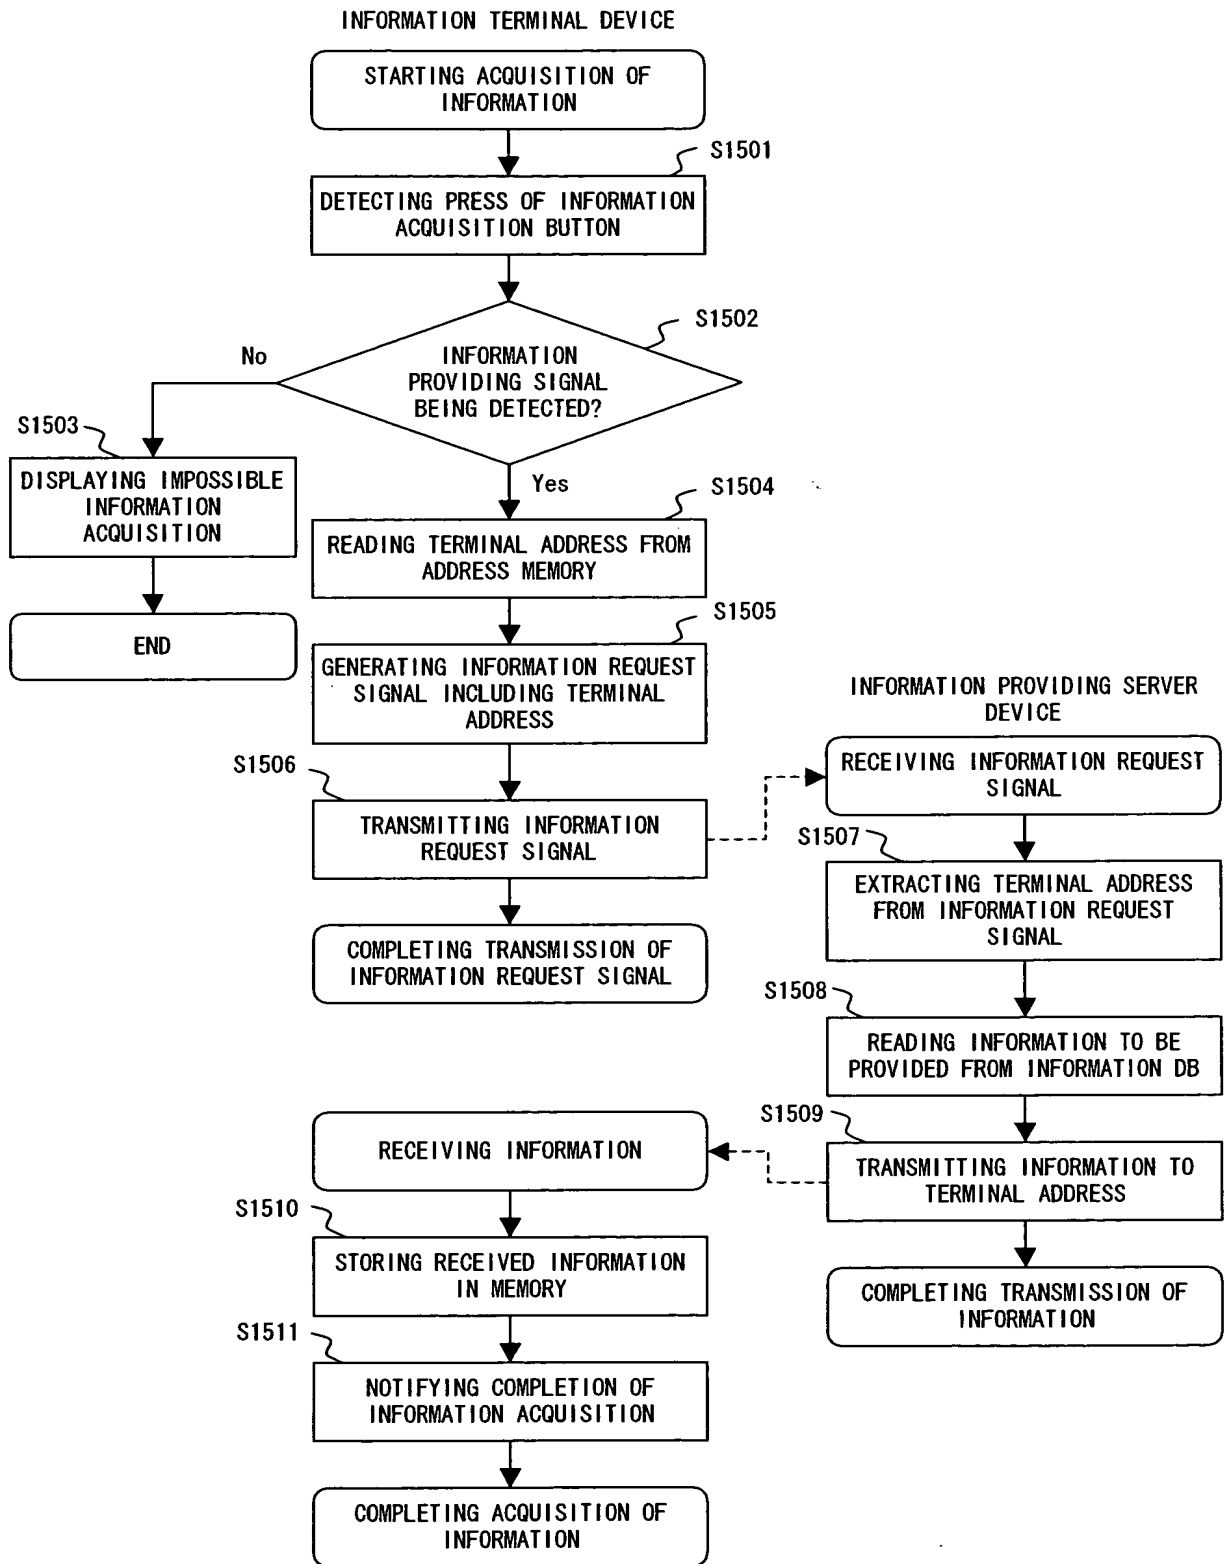 INFORMATION TERMINAL DEVICE
STARTING ACQUISITION OF
INFORMATION
S1501
DETECTING PRESS OF INFORMATION
ACQUISITION BUTTON
S1502
No
INFORMATION
PROVIDING SIGNAL
BEING DETECTED?
S1503
DISPLAYING IMPOSSIBLE
INFORMATION
ACQUISITION
END
Yes
S1504
READING TERMINAL ADDRESS FROM
ADDRESS MEMORY
S1505
GENERATING INFORMATION REQUEST
SIGNAL INCLUDING TERMINAL
ADDRESS
S1506
TRANSMITTING INFORMATION
REQUEST SIGNAL
COMPLETING TRANSMISSION OF
INFORMATION REQUEST SIGNAL
INFORMATION PROVIDING SERVER
DEVICE
RECEIVING INFORMATION REQUEST
SIGNAL
S1507
EXTRACTING TERMINAL ADDRESS
FROM INFORMATION REQUEST
SIGNAL
S1508
READING INFORMATION TO BE
PROVIDED FROM INFORMATION DB
S1509
TRANSMITTING INFORMATION TO
TERMINAL ADDRESS
COMPLETING TRANSMISSION OF
INFORMATION
RECEIVING INFORMATION
S1510
STORING RECEIVED INFORMATION
IN MEMORY
S1511
NOTIFYING COMPLETION OF
INFORMATION ACQUISITION
COMPLETING ACQUISITION OF
INFORMATION